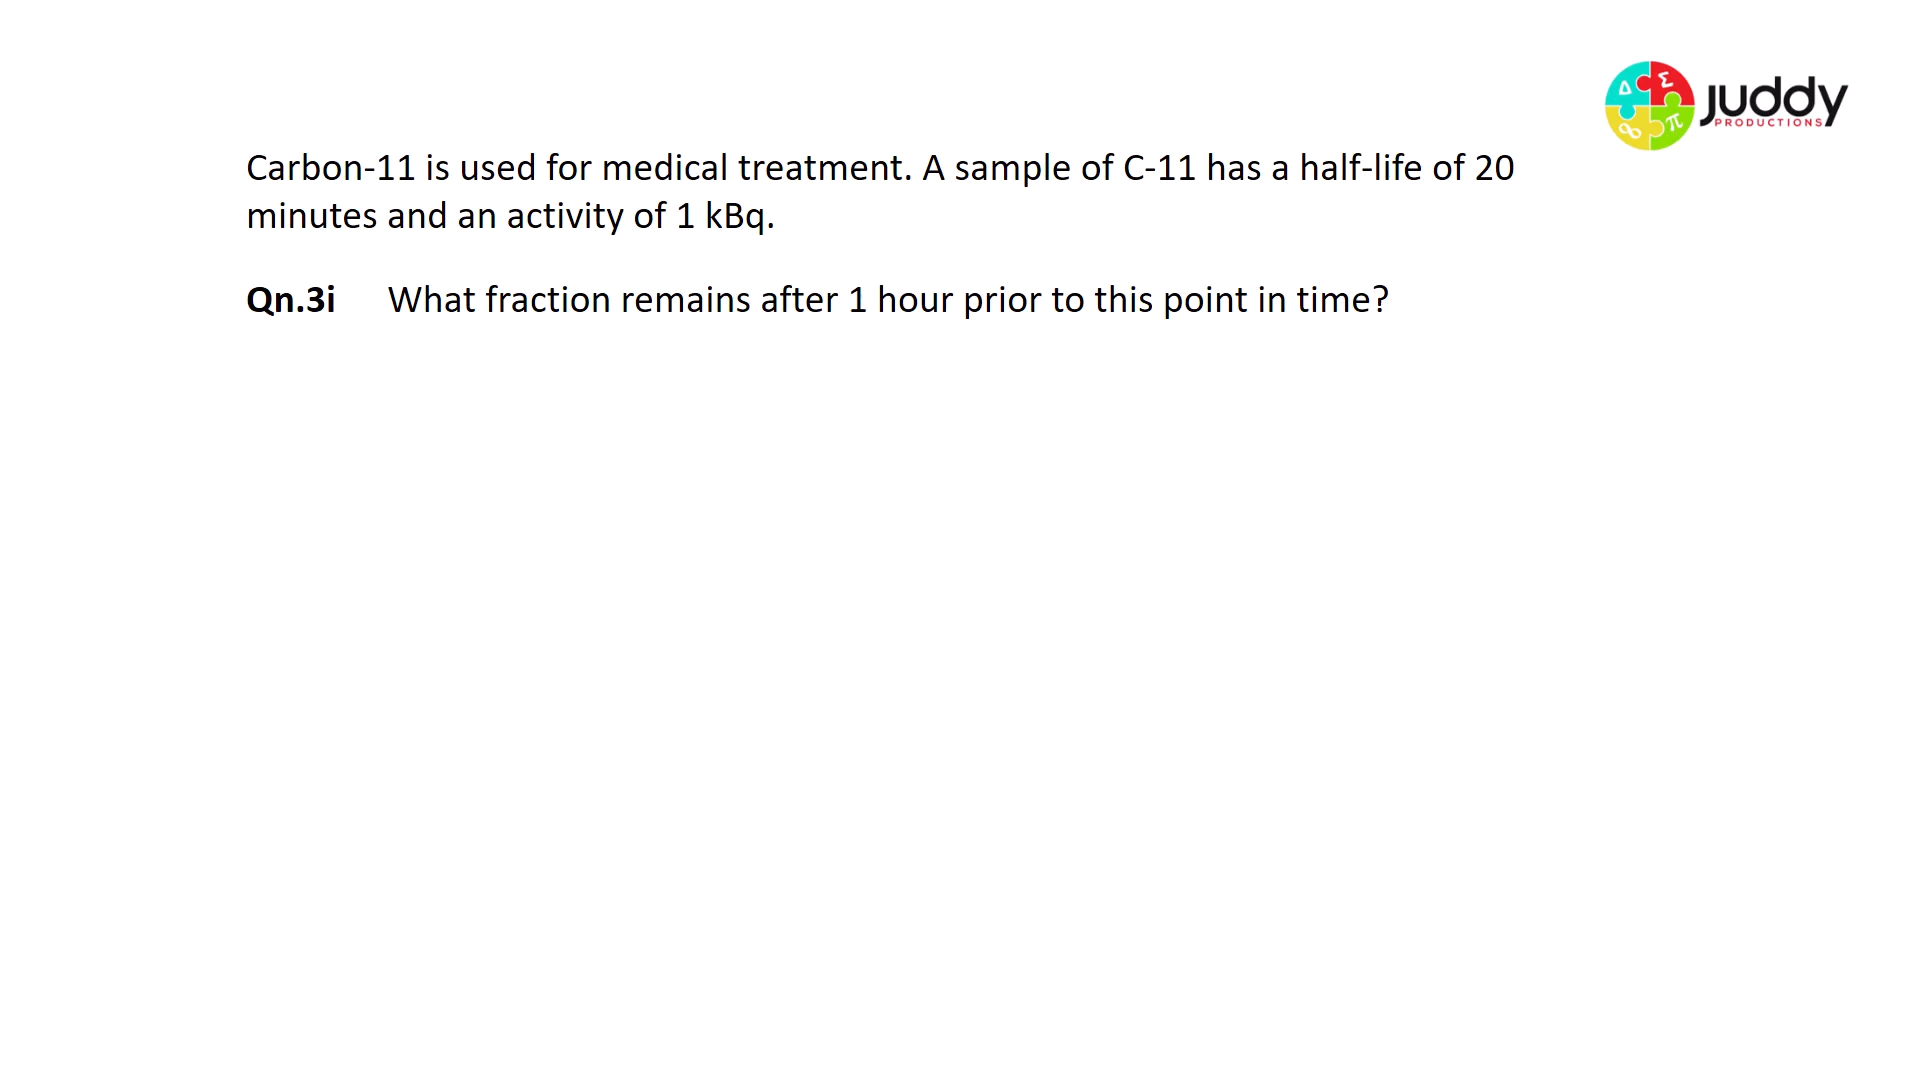 Δ Σ juddy
∞ π PRODUCTIONS
Carbon-11 is used for medical treatment. A sample of C-11 has a half-life of 20
minutes and an activity of 1 kBq.
Qn.3i What fraction remains after 1 hour prior to this point in time?